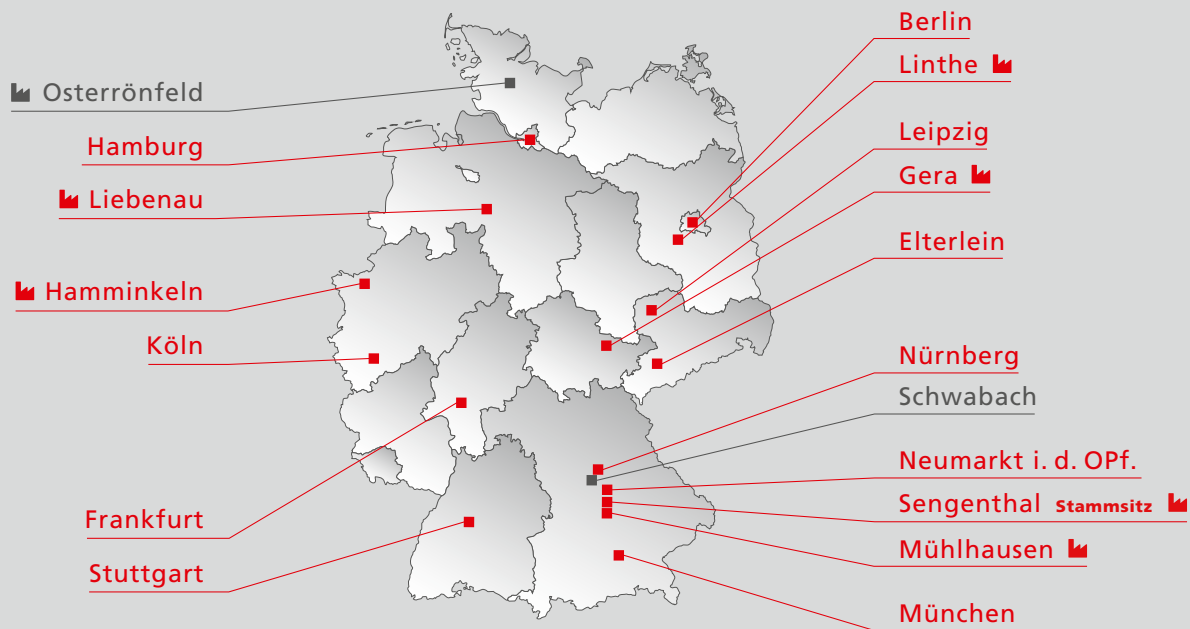 Osterrönfeld
Hamburg
Liebenau
Hamminkeln
Köln
Frankfurt
Stuttgart
Berlin
Linthe
Leipzig
Gera
Elterlein
Nürnberg
Schwabach
Neumarkt i. d. OPf.
Sengenthal Stammsitz
Mühlhausen
München